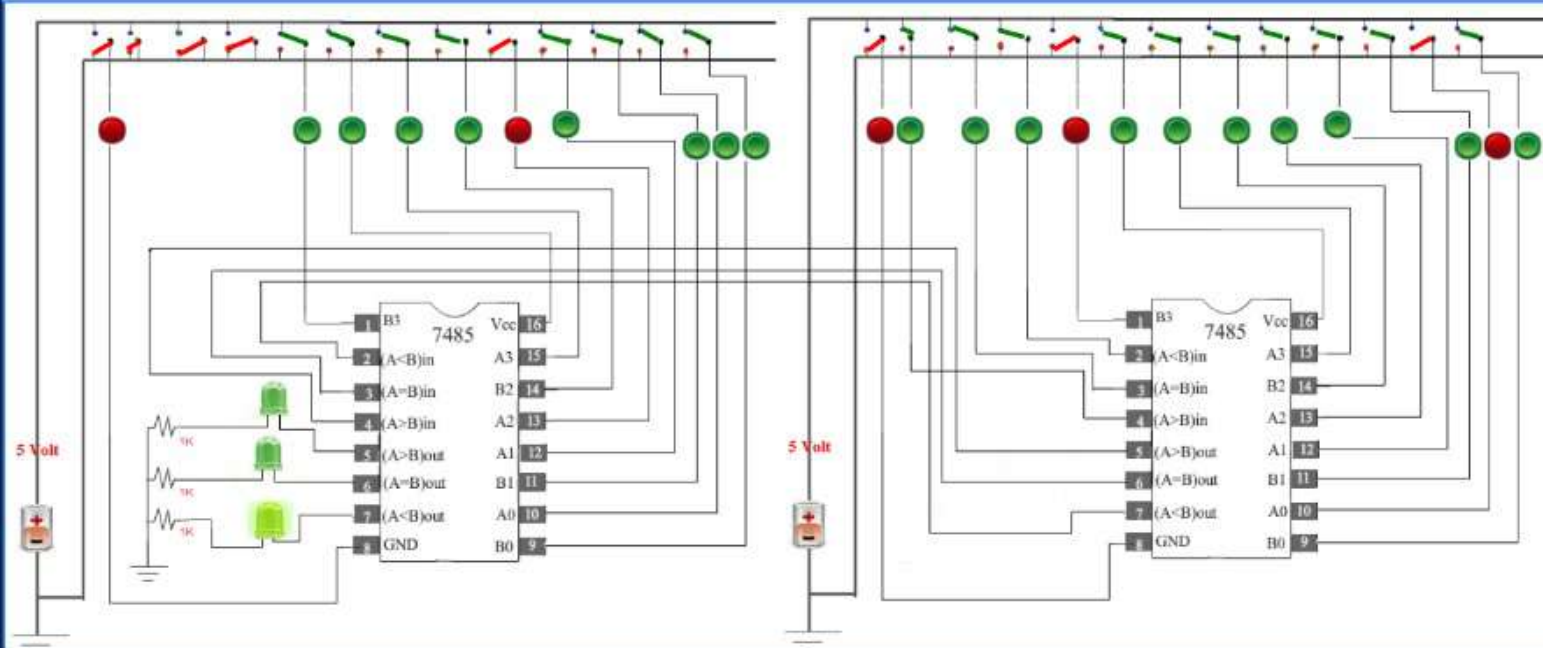 7485
1 B3
Vcc 16
2 (A<B)in
A3 15
3 (A=B)in
B2 14
4 (A>B)in
A2 13
5 (A>B)out
A1 12
6 (A=B)out
B1 11
7 (A<B)out
A0 10
8 GND
B0 9
1K
1K
1K
5 Volt
7485
1 B3
Vcc 16
2 (A<B)in
A3 15
3 (A=B)in
B2 14
4 (A>B)in
A2 13
5 (A>B)out
A1 12
6 (A=B)out
B1 11
7 (A<B)out
A0 10
8 GND
B0 9
5 Volt